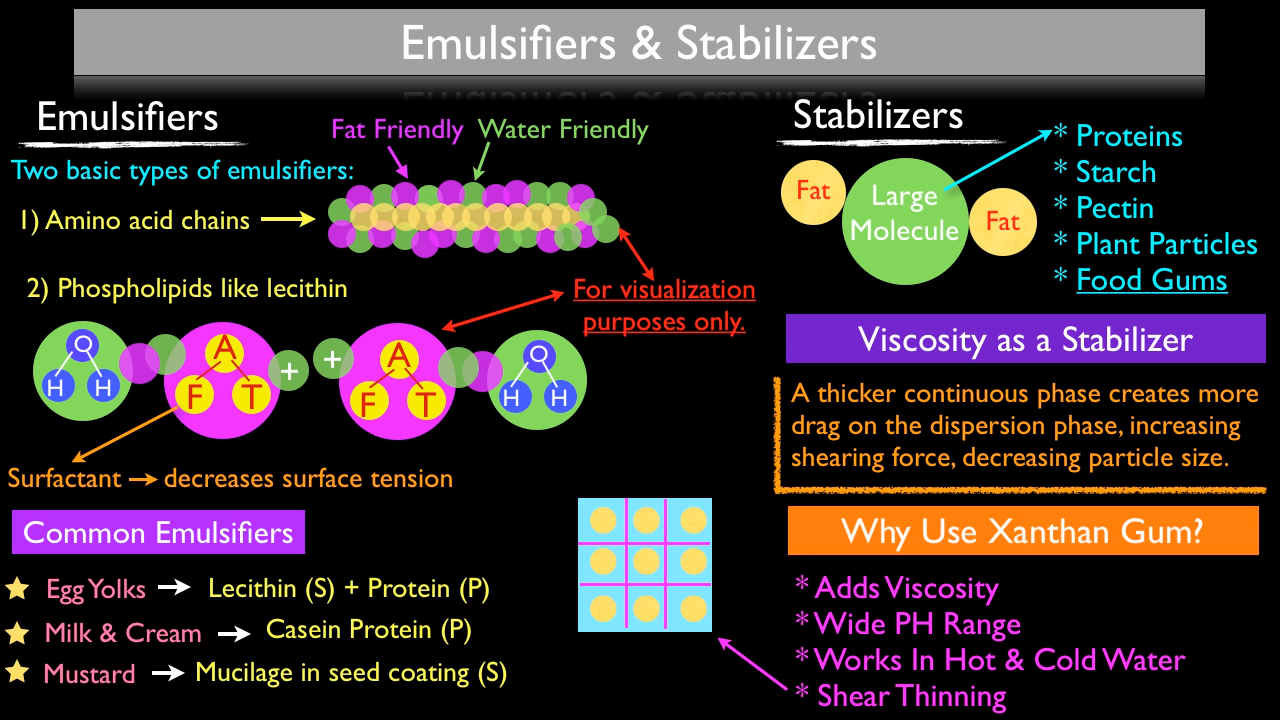 Emulsifiers & Stabilizers
Emulsifiers
Two basic types of emulsifiers:
Fat Friendly
Water Friendly
1) Amino acid chains
2) Phospholipids like lecithin
For visualization
purposes only.
O
H H
A
F T
+
+
A
F T
O
H H
Surfactant → decreases surface tension
Common Emulsifiers
Egg Yolks → Lecithin (S) + Protein (P)
Milk & Cream → Casein Protein (P)
Mustard → Mucilage in seed coating (S)
Stabilizers
Fat
Large
Molecule
Fat
* Proteins
* Starch
* Pectin
* Plant Particles
* Food Gums
Viscosity as a Stabilizer
A thicker continuous phase creates more
drag on the dispersion phase, increasing
shearing force, decreasing particle size.
Why Use Xanthan Gum?
* Adds Viscosity
* Wide PH Range
* Works In Hot & Cold Water
* Shear Thinning